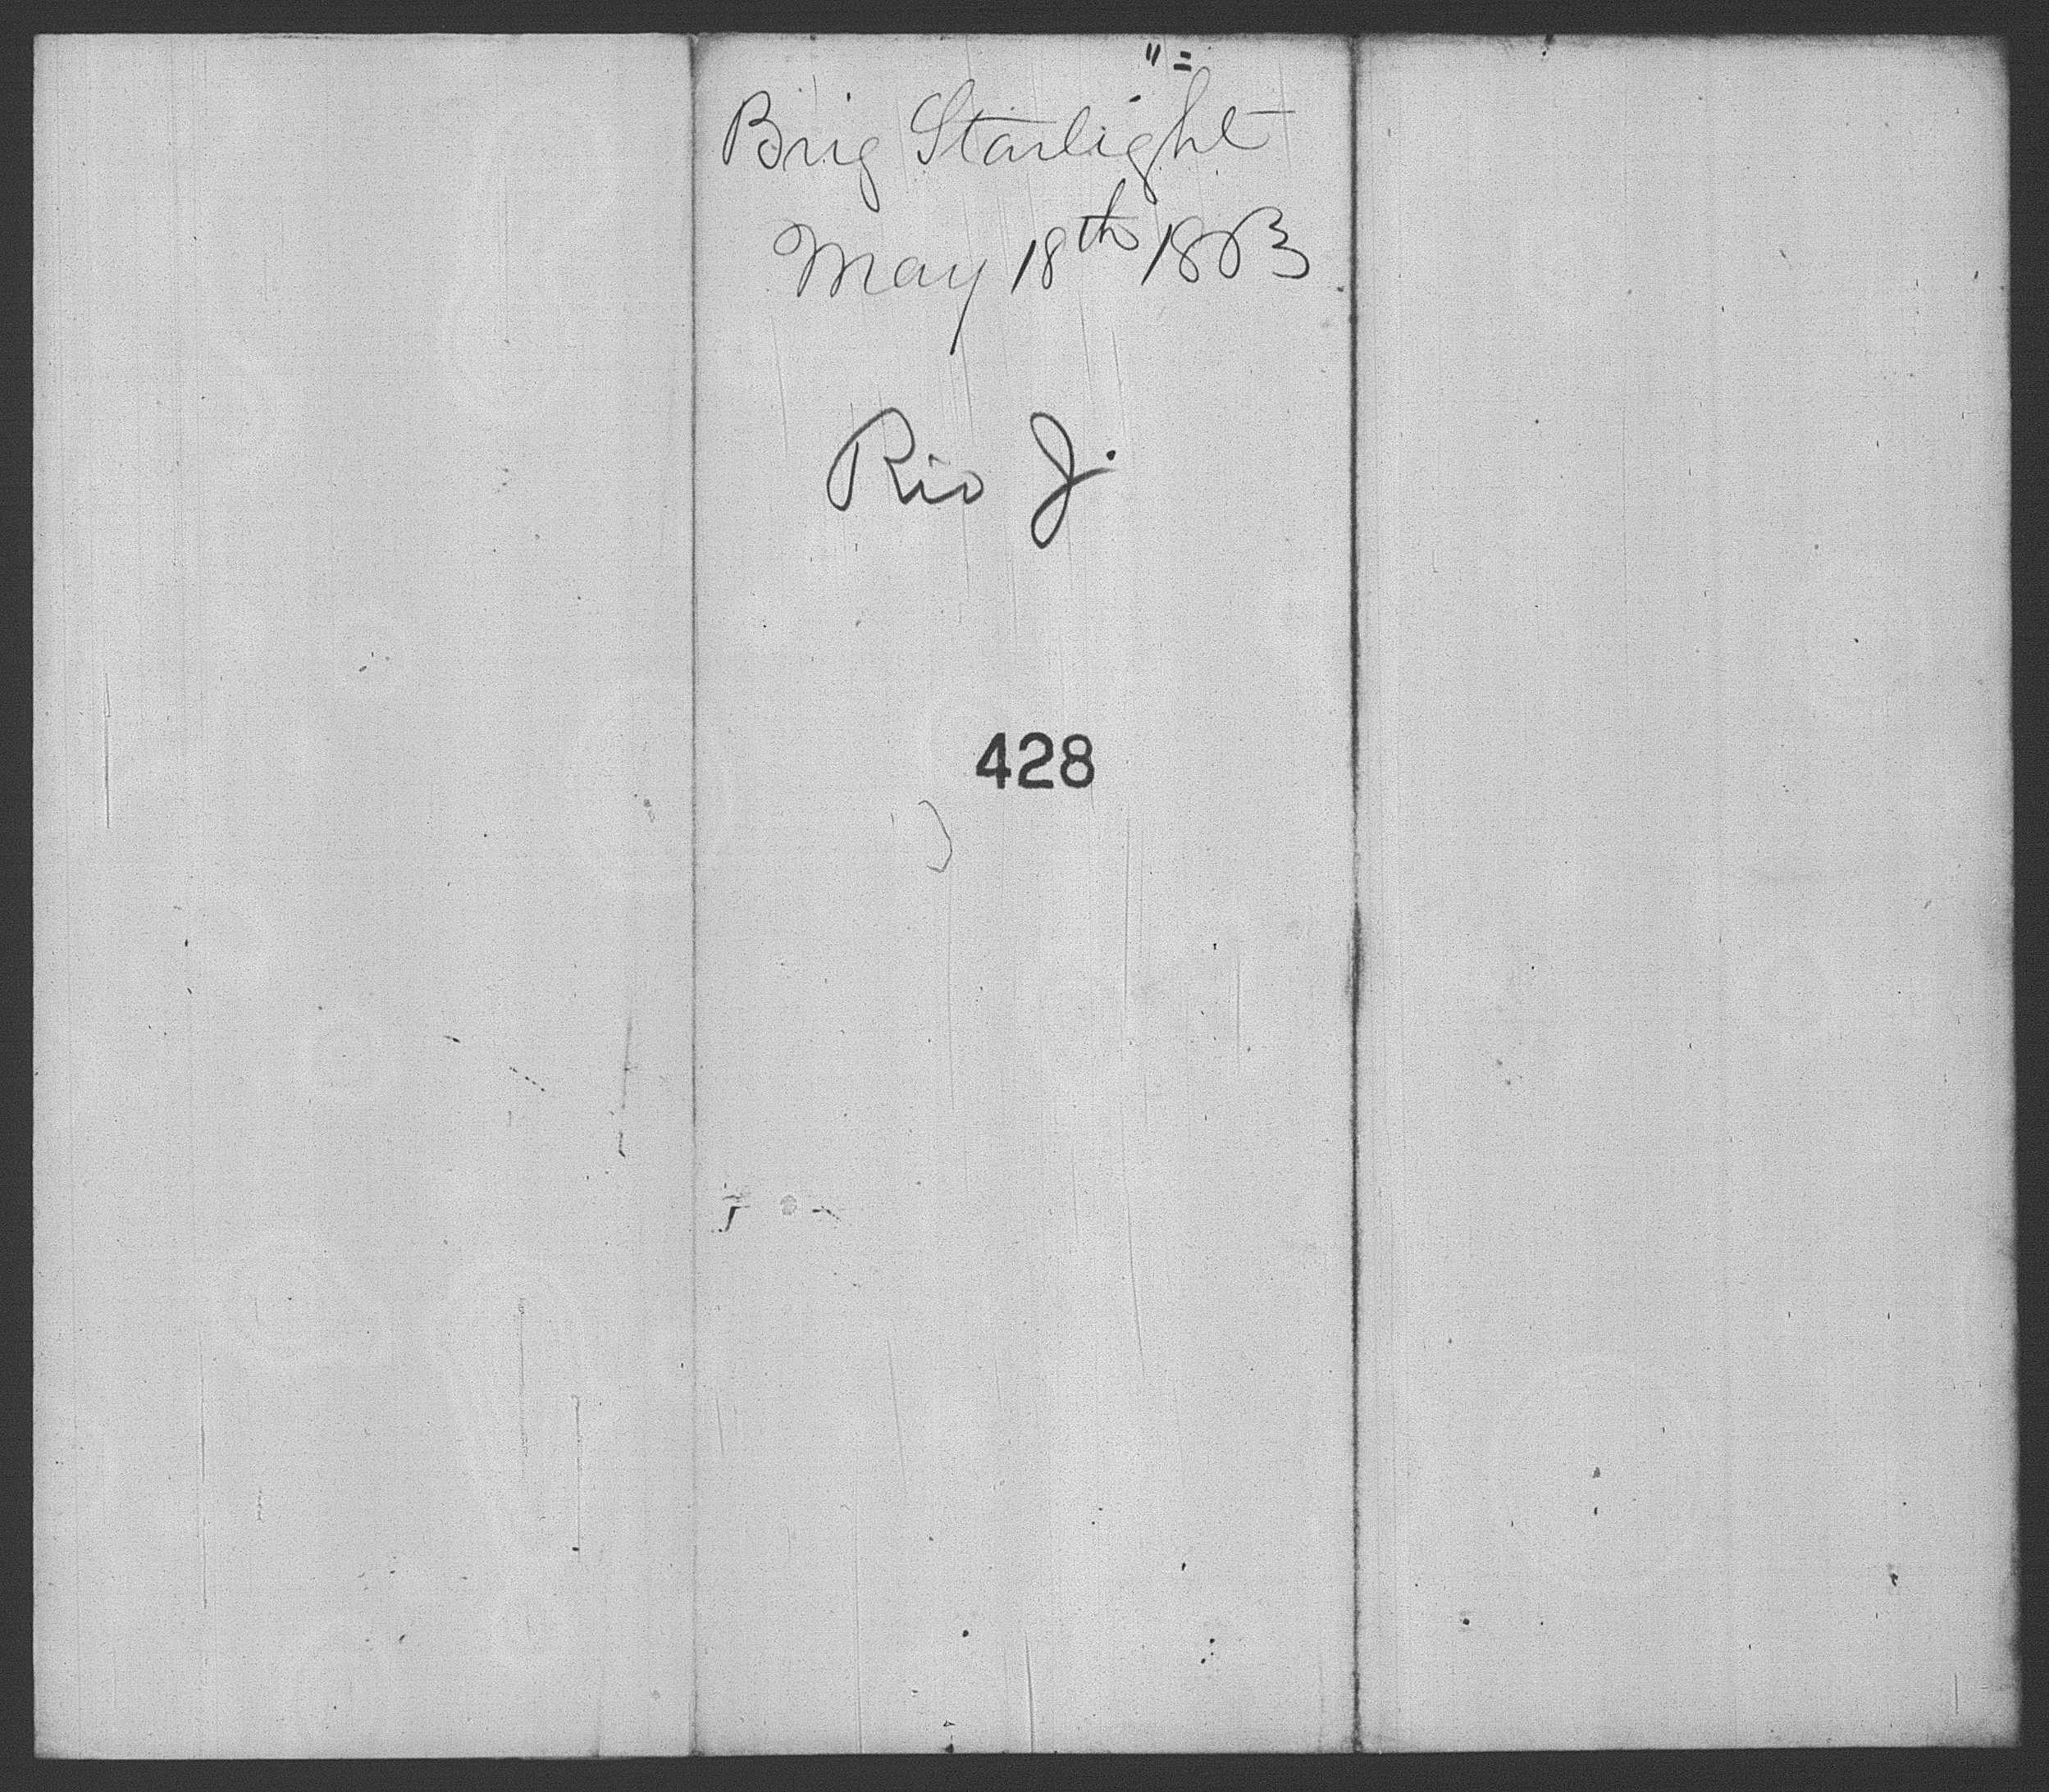 " =
Brig Starlight
May 18th 1863
Rio J.
428